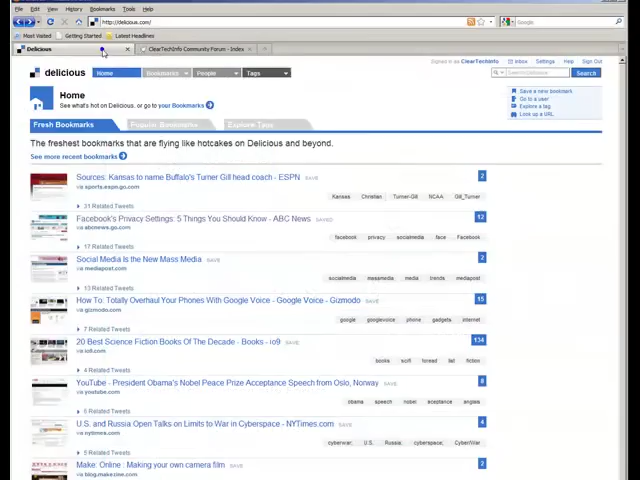 File Edit View History Bookmarks Tools Help
http://delicious.com/ Google
Most Visited Getting Started Latest Headlines
Delicious ClearTechInfo Community Forum - Index
Signed in as ClearTechInfo Inbox Settings Help Sign Out
delicious Home Bookmarks People Tags Search Delicious Search
Home
See what's hot on Delicious, or go to your Bookmarks
Save a new bookmark
Go to a user
Explore a tag
Look up a URL
Fresh Bookmarks Popular Bookmarks Explore Tags
The freshest bookmarks that are flying like hotcakes on Delicious and beyond.
See more recent bookmarks
Sources: Kansas to name Buffalo's Turner Gill head coach - ESPN SAVE 2
via sports.espn.go.com
Kansas Christian Turner-Gill NCAA Gill_Turner
21 Related Tweets
Facebook's Privacy Settings: 5 Things You Should Know - ABC News SAVED 12
via abcnews.go.com
facebook privacy socialmedia face Facebook
17 Related Tweets
Social Media Is the New Mass Media SAVE 2
via mediapost.com
socialmedia massmedia media trends mediapost
13 Related Tweets
How To: Totally Overhaul Your Phones With Google Voice - Google Voice - Gizmodo SAVE 15
via gizmodo.com
google googlevoice phone gadgets internet
7 Related Tweets
20 Best Science Fiction Books Of The Decade - Books - io9 SAVE 134
via io9.com
books scifi toread list fiction
4 Related Tweets
YouTube - President Obama's Nobel Peace Prize Acceptance Speech from Oslo, Norway SAVE 8
via youtube.com
obama speech nobel aceptance
6 Related Tweets
U.S. and Russia Open Talks on Limits to War in Cyberspace - NYTimes.com SAVE 4
via nytimes.com
cyberwar; U.S. Russia; cyberspace; CyberWar
5 Related Tweets
Make: Online : Making your own camera film SAVE 2
via blog.makezine.com